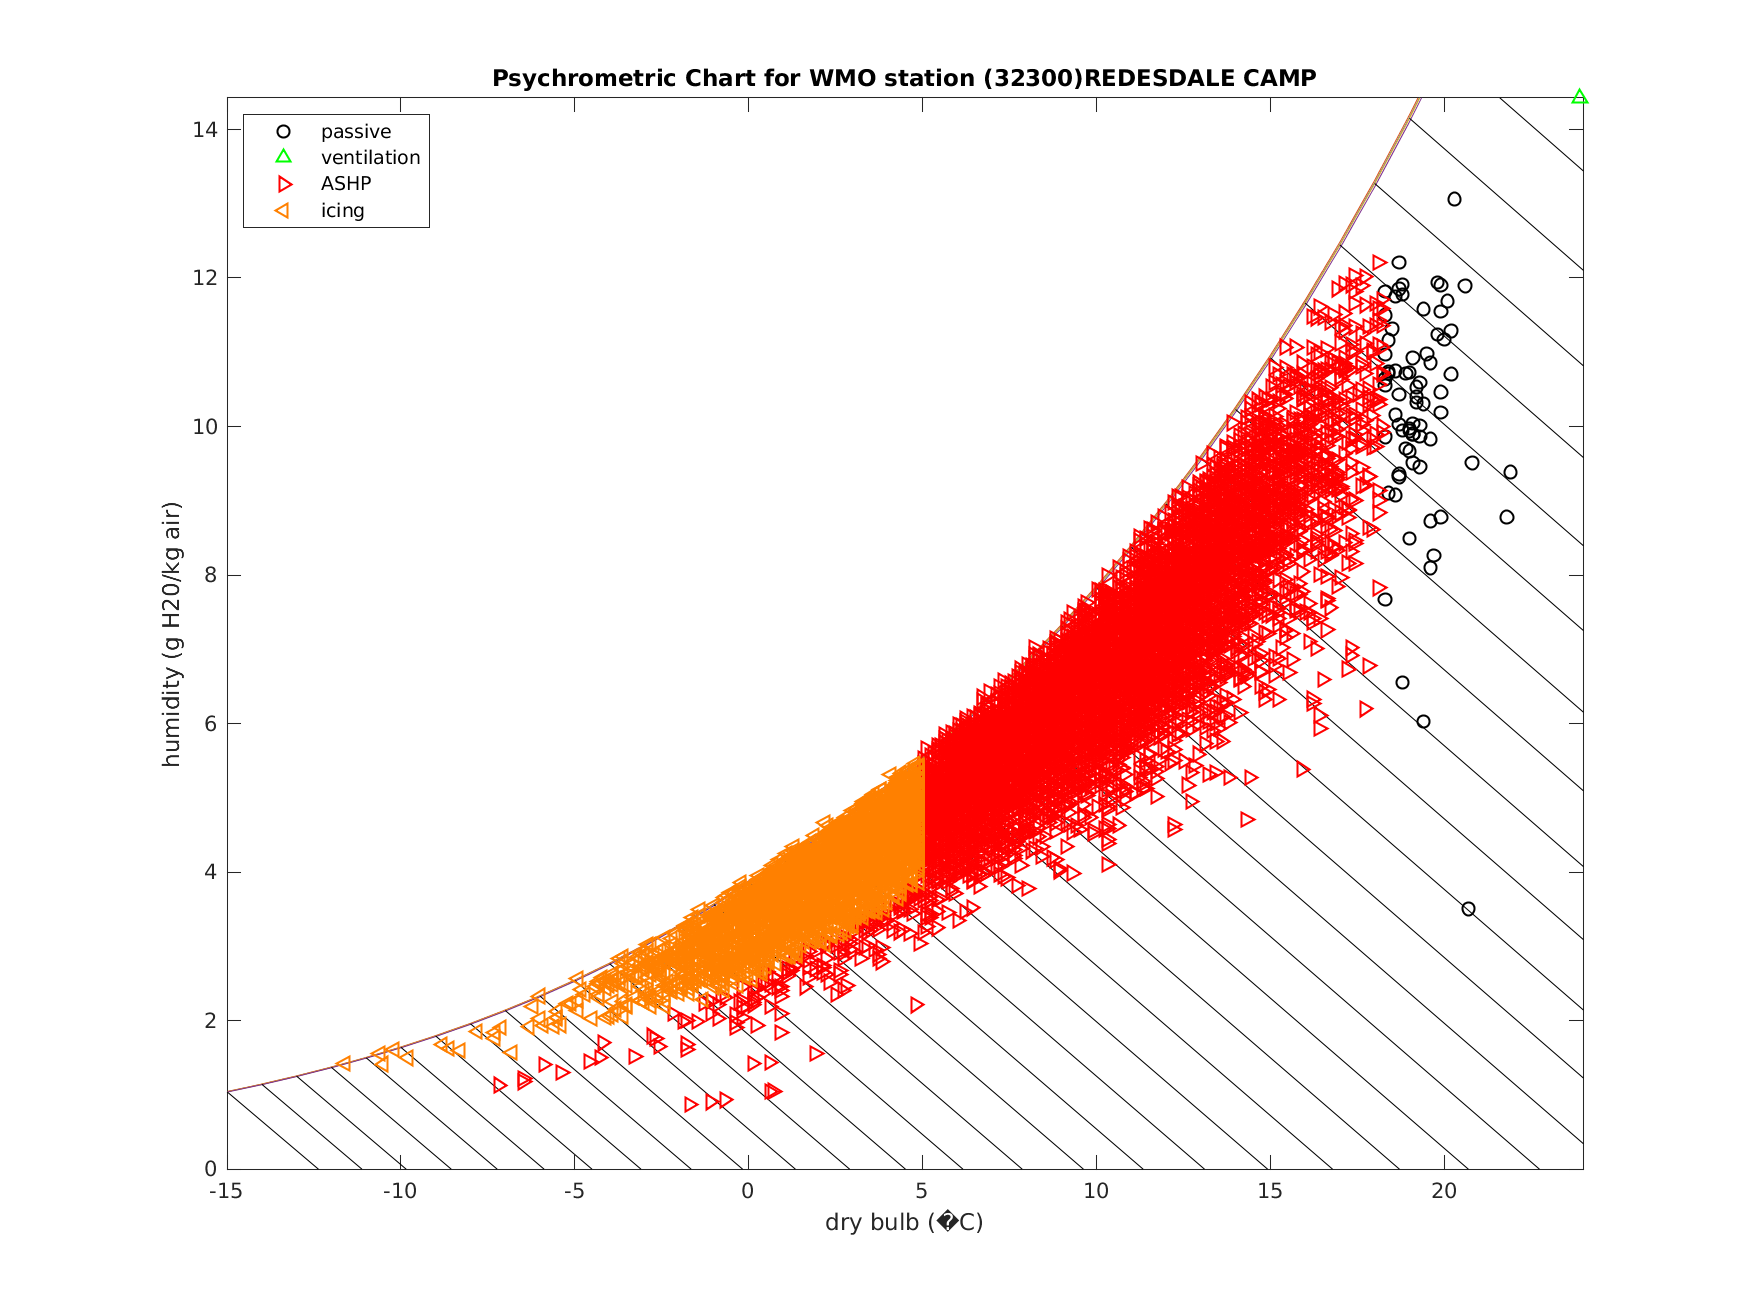 Psychrometric Chart for WMO station (32300)REDESDALE CAMP
passive
ventilation
ASHP
icing
humidity (g H20/kg air)
14
12
10
8
6
4
2
0
-15 -10 -5 0 5 10 15 20
dry bulb (�C)